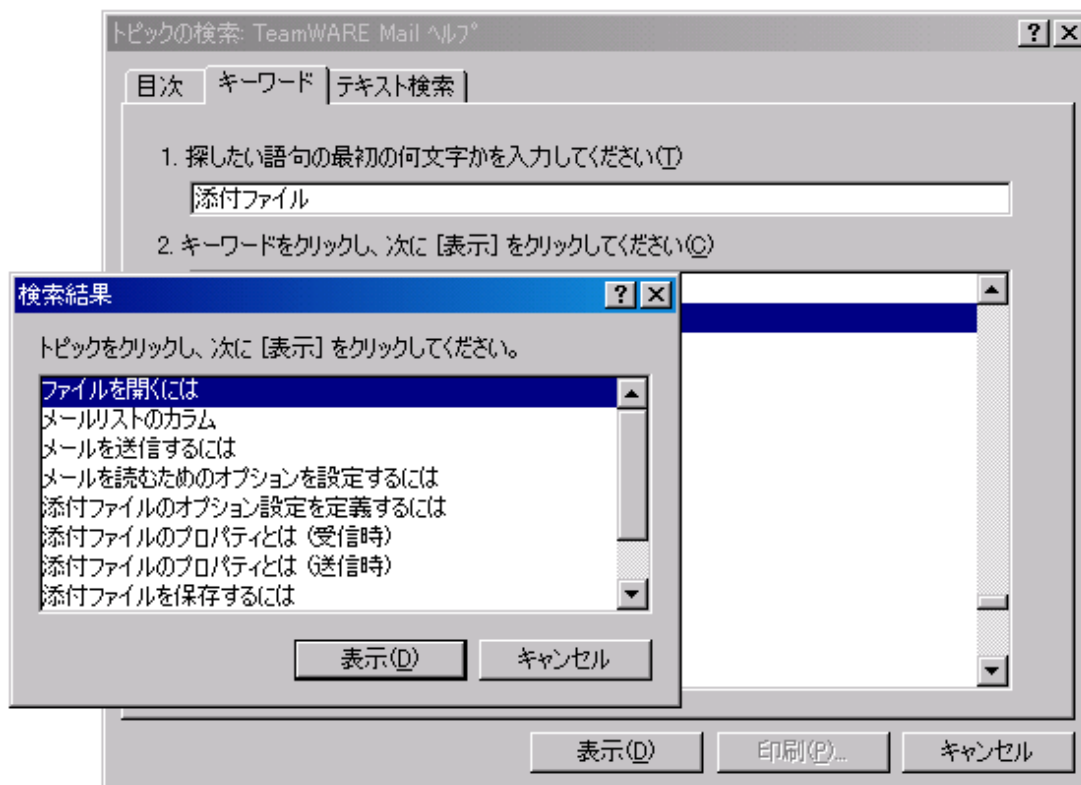 トピックの検索: TeamWARE Mail ヘルプ
目次 キーワード テキスト検索
1. 探したい語句の最初の何文字かを入力してください(T)
添付ファイル
2. キーワードをクリックし、次に [表示] をクリックしてください(C)
検索結果
トピックをクリックし、次に [表示] をクリックしてください。
ファイルを開くには
メールリストのカラム
メールを送信するには
メールを読むためのオプションを設定するには
添付ファイルのオプション設定を定義するには
添付ファイルのプロパティとは (受信時)
添付ファイルのプロパティとは (送信時)
添付ファイルを保存するには
表示(D) キャンセル
表示(D) 印刷(P)... キャンセル